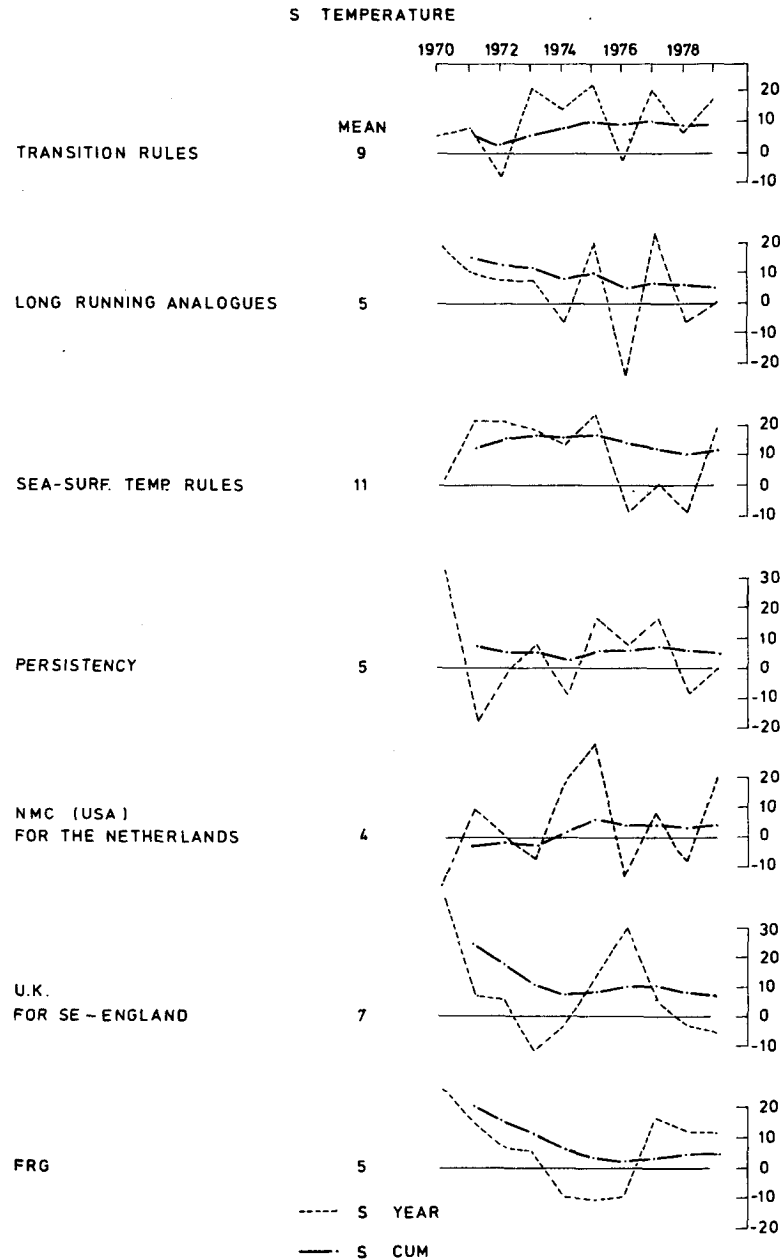 S TEMPERATURE
1970 1972 1974 1976 1978
MEAN
TRANSITION RULES 9
20
10
0
-10
LONG RUNNING ANALOGUES 5
20
10
0
-10
-20
SEA-SURF. TEMP. RULES 11
20
10
0
-10
PERSISTENCY 5
30
20
10
0
-10
-20
NMC (USA)
FOR THE NETHERLANDS 4
20
10
0
-10
U.K.
FOR SE-ENGLAND 7
30
20
10
0
-10
FRG 5
20
10
0
-10
-20
S YEAR
S CUM